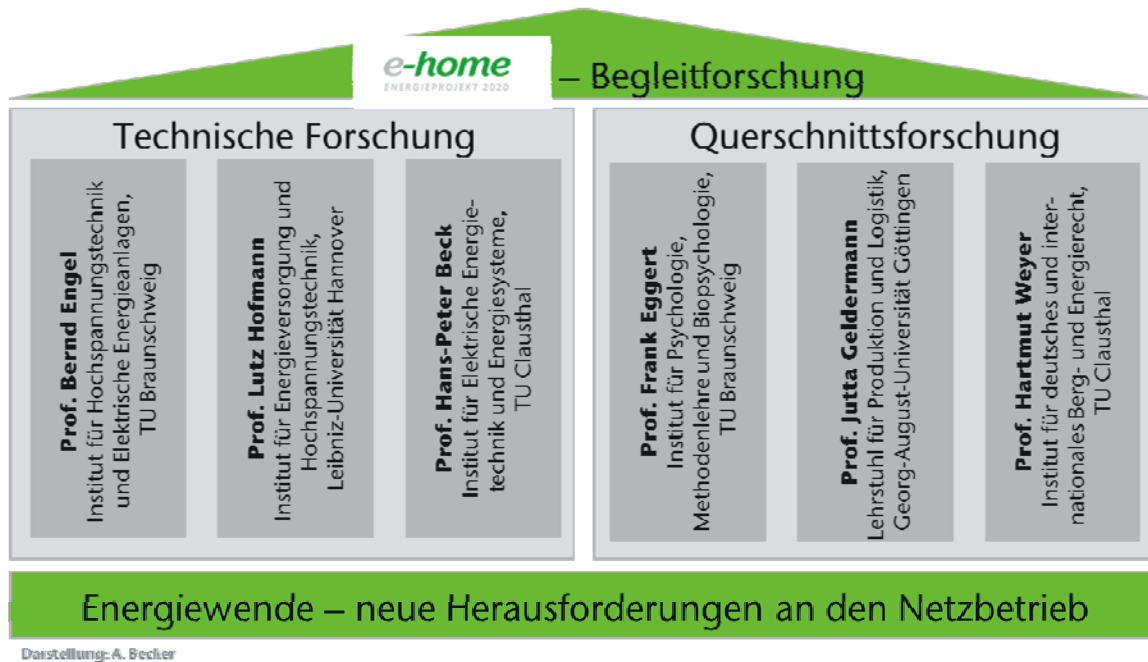 e-home – Begleitforschung
ENERGIEPROJEKT 2020
Technische Forschung
Prof. Bernd Engel
Institut für Hochspannungstechnik
und Elektrische Energieanlagen,
TU Braunschweig
Prof. Lutz Hofmann
Institut für Energieversorgung und
Hochspannungstechnik,
Leibniz-Universität Hannover
Prof. Hans-Peter Beck
Institut für Elektrische Energie-
technik und Energiesysteme,
TU Clausthal
Querschnittsforschung
Prof. Frank Eggert
Institut für Psychologie,
Methodenlehre und Biopsychologie,
TU Braunschweig
Prof. Jutta Geldermann
Lehrstuhl für Produktion und Logistik,
Georg-August-Universität Göttingen
Prof. Hartmut Weyer
Institut für deutsches und inter-
nationales Berg- und Energierecht,
TU Clausthal
Energiewende – neue Herausforderungen an den Netzbetrieb
Darstellung: A. Becker